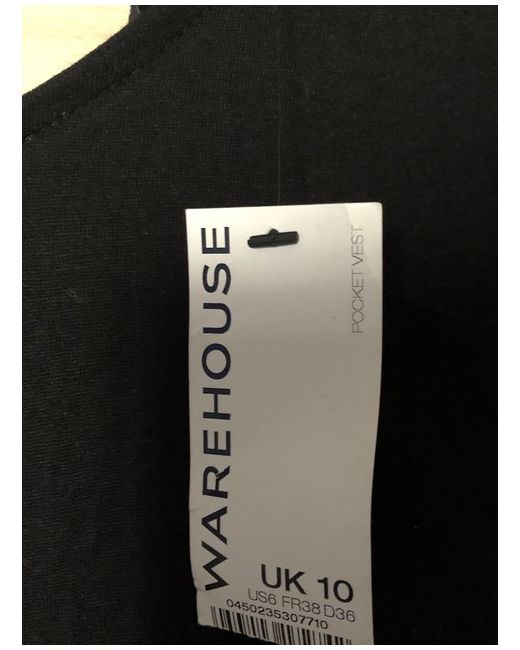 WAREHOUSE
POCKET VEST
UK 10
US6 FR38 D36
0450235307710